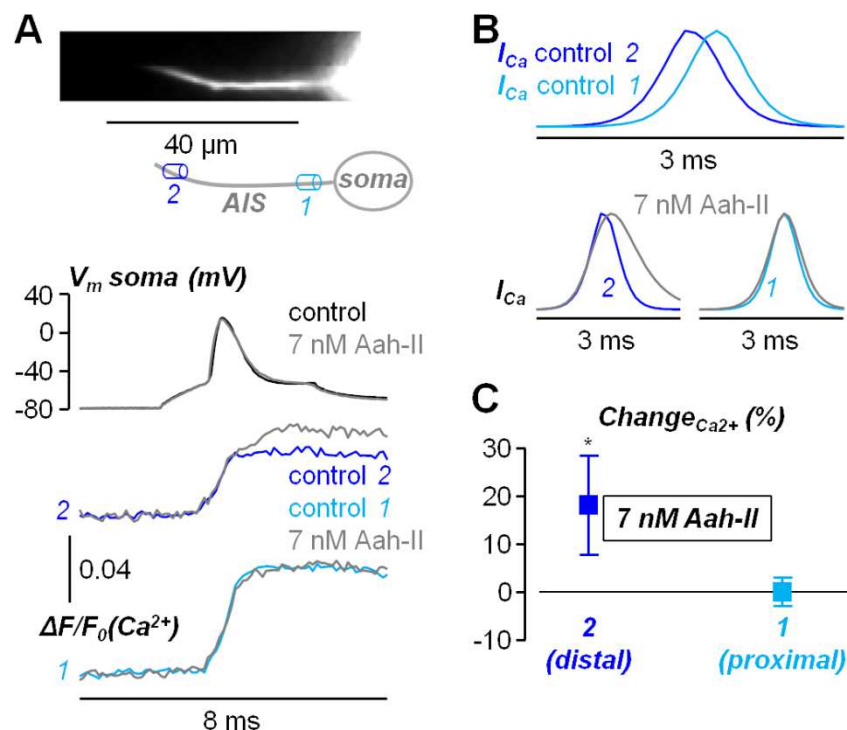 A
40 µm
2
AIS
1
soma
V_m soma (mV)
40
0
-40
-80
control
7 nM Aah-II
control 2
control 1
7 nM Aah-II
2
0.04
ΔF/F₀(Ca²⁺)
1
8 ms
B
I_Ca control 2
I_Ca control 1
3 ms
7 nM Aah-II
I_Ca
2
1
3 ms
3 ms
C
Change_Ca2+ (%)
30
20
10
0
-10
*
7 nM Aah-II
2
(distal)
1
(proximal)